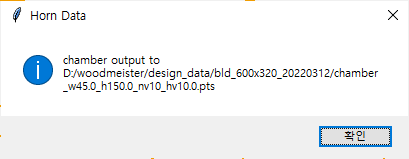 Horn Data
chamber output to
D:/woodmeister/design_data/bld_600x320_20220312/chamber
_w45.0_h150.0_nv10_hv10.0.pts
확인